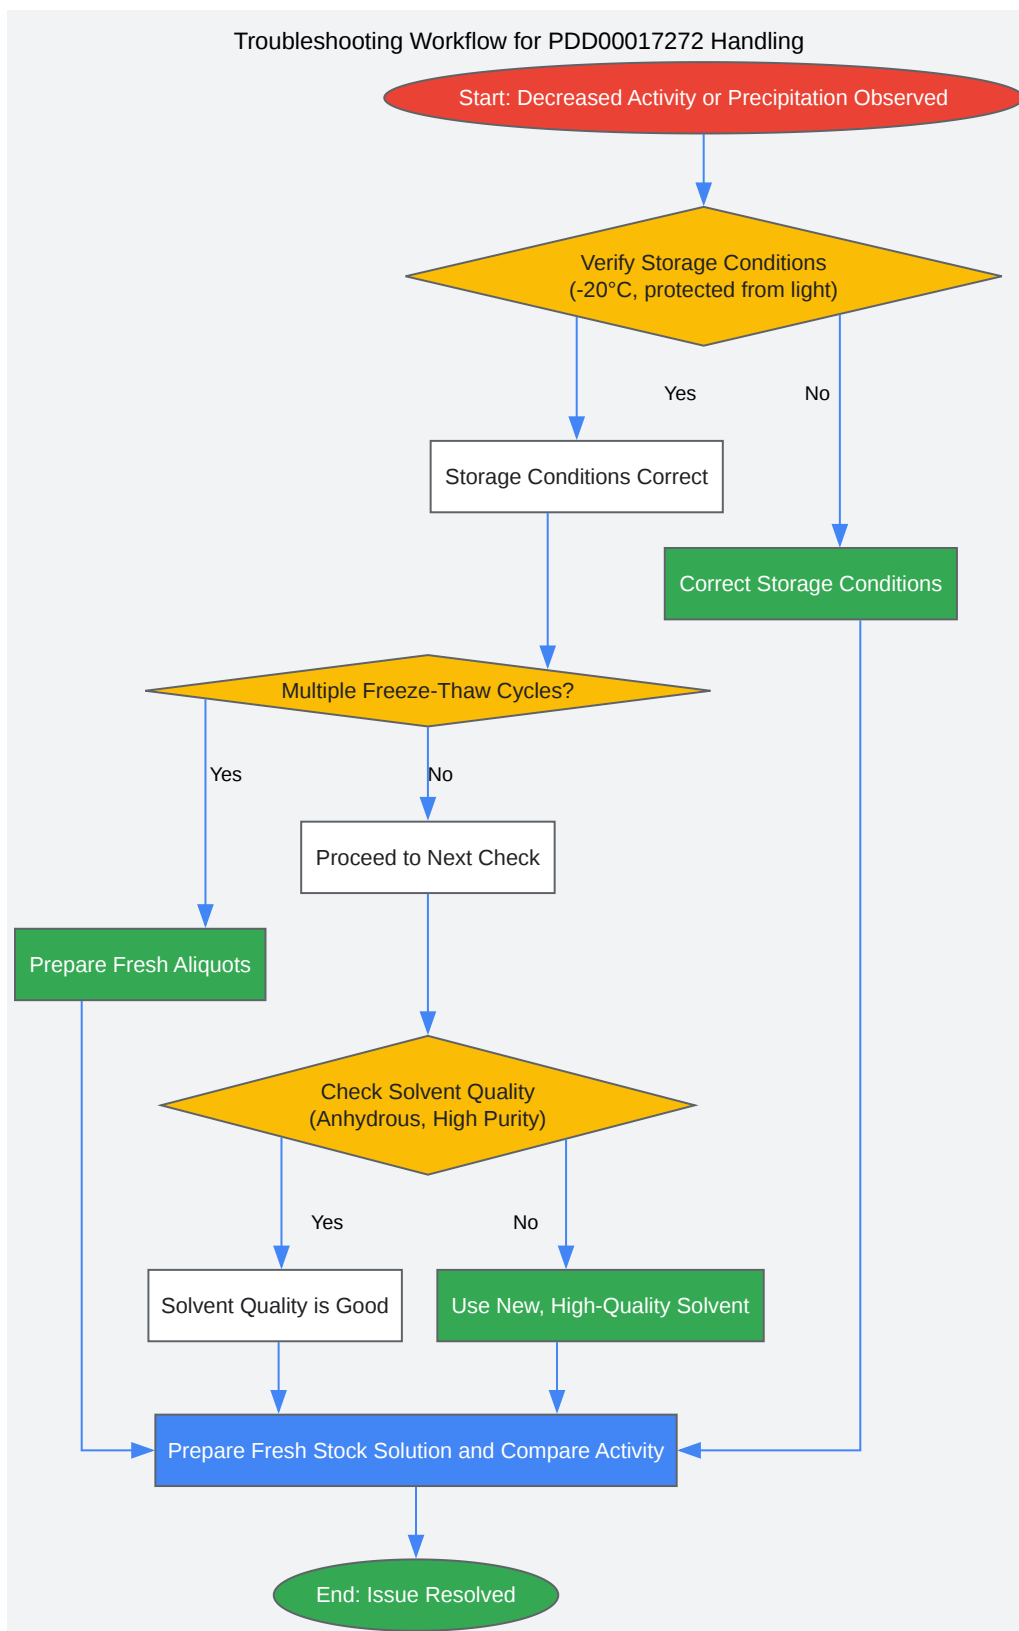 Troubleshooting Workflow for PDD00017272 Handling
Start: Decreased Activity or Precipitation Observed
Verify Storage Conditions
(-20°C, protected from light)
Yes
No
Storage Conditions Correct
Correct Storage Conditions
Multiple Freeze-Thaw Cycles?
Yes
No
Proceed to Next Check
Prepare Fresh Aliquots
Check Solvent Quality
(Anhydrous, High Purity)
Yes
No
Solvent Quality is Good
Use New, High-Quality Solvent
Prepare Fresh Stock Solution and Compare Activity
End: Issue Resolved